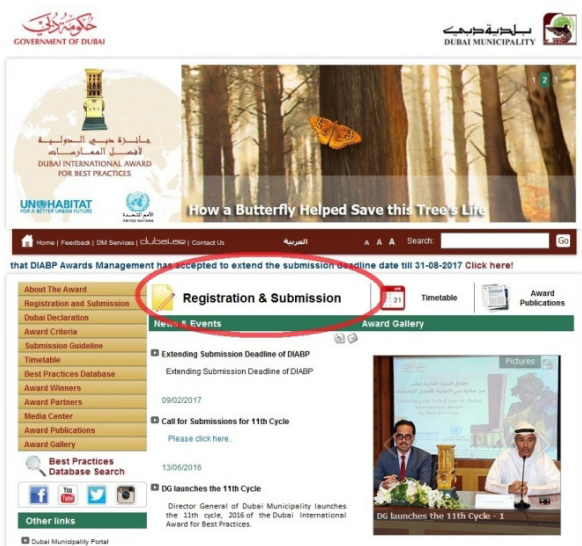 حكومة دبي
GOVERNMENT OF DUBAI
بلدية دبي
DUBAI MUNICIPALITY
1 2 3
جائزة دبي الدولية
لأفضل الممارسات
DUBAI INTERNATIONAL AWARD
FOR BEST PRACTICES
UN HABITAT
FOR A BETTER URBAN FUTURE
الأمم المتحدة
UNITED NATIONS
How a Butterfly Helped Save this Tree's Life
Home | Feedback | DM Services | dubai.ae | Contact Us
العربية
A A A
Search:
Go
that DIABP Awards Management has accepted to extend the submission deadline date till 31-08-2017 Click here!
About The Award
Registration and Submission
Dubai Declaration
Award Criteria
Submission Guideline
Timetable
Best Practices Database
Award Winners
Award Partners
Media Center
Award Publications
Award Gallery
Best Practices
Database Search
You
Tube
Other links
Dubai Municipality Portal
Registration & Submission
21
Timetable
Award
Publications
News & Events
Extending Submission Deadline of DIABP
Extending Submission Deadline of DIABP
09/02/2017
Call for Submissions for 11th Cycle
Please click here..
13/06/2016
DG launches the 11th Cycle
Director General of Dubai Municipality launches
the 11th cycle, 2016 of the Dubai International
Award for Best Practices.
Award Gallery
Pictures
DG launches the 11th Cycle - 1